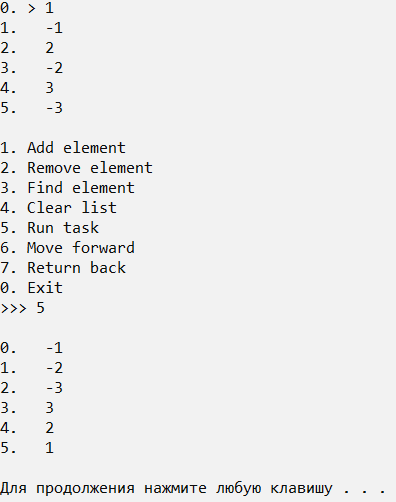 0. > 1
1.   -1
2.   2
3.   -2
4.   3
5.   -3
1. Add element
2. Remove element
3. Find element
4. Clear list
5. Run task
6. Move forward
7. Return back
0. Exit
>>> 5
0.   -1
1.   -2
2.   -3
3.   3
4.   2
5.   1
Для продолжения нажмите любую клавишу . . .